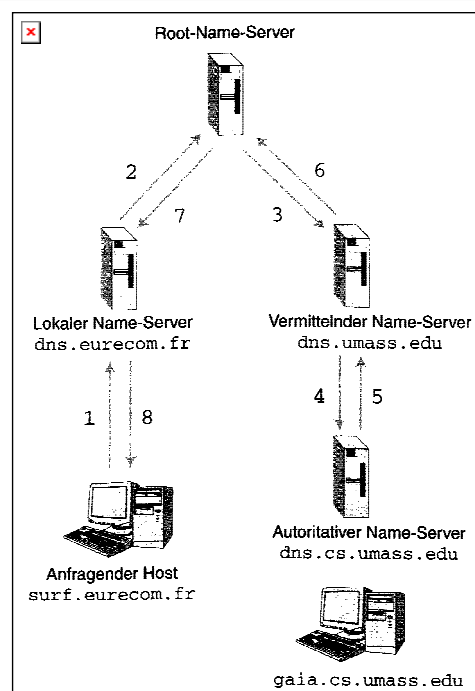 Root-Name-Server
2
6
7
3
Lokaler Name-Server
dns.eurecom.fr
Vermittelnder Name-Server
dns.umass.edu
1
8
4
5
Anfragender Host
surf.eurecom.fr
Autoritativer Name-Server
dns.cs.umass.edu
gaia.cs.umass.edu